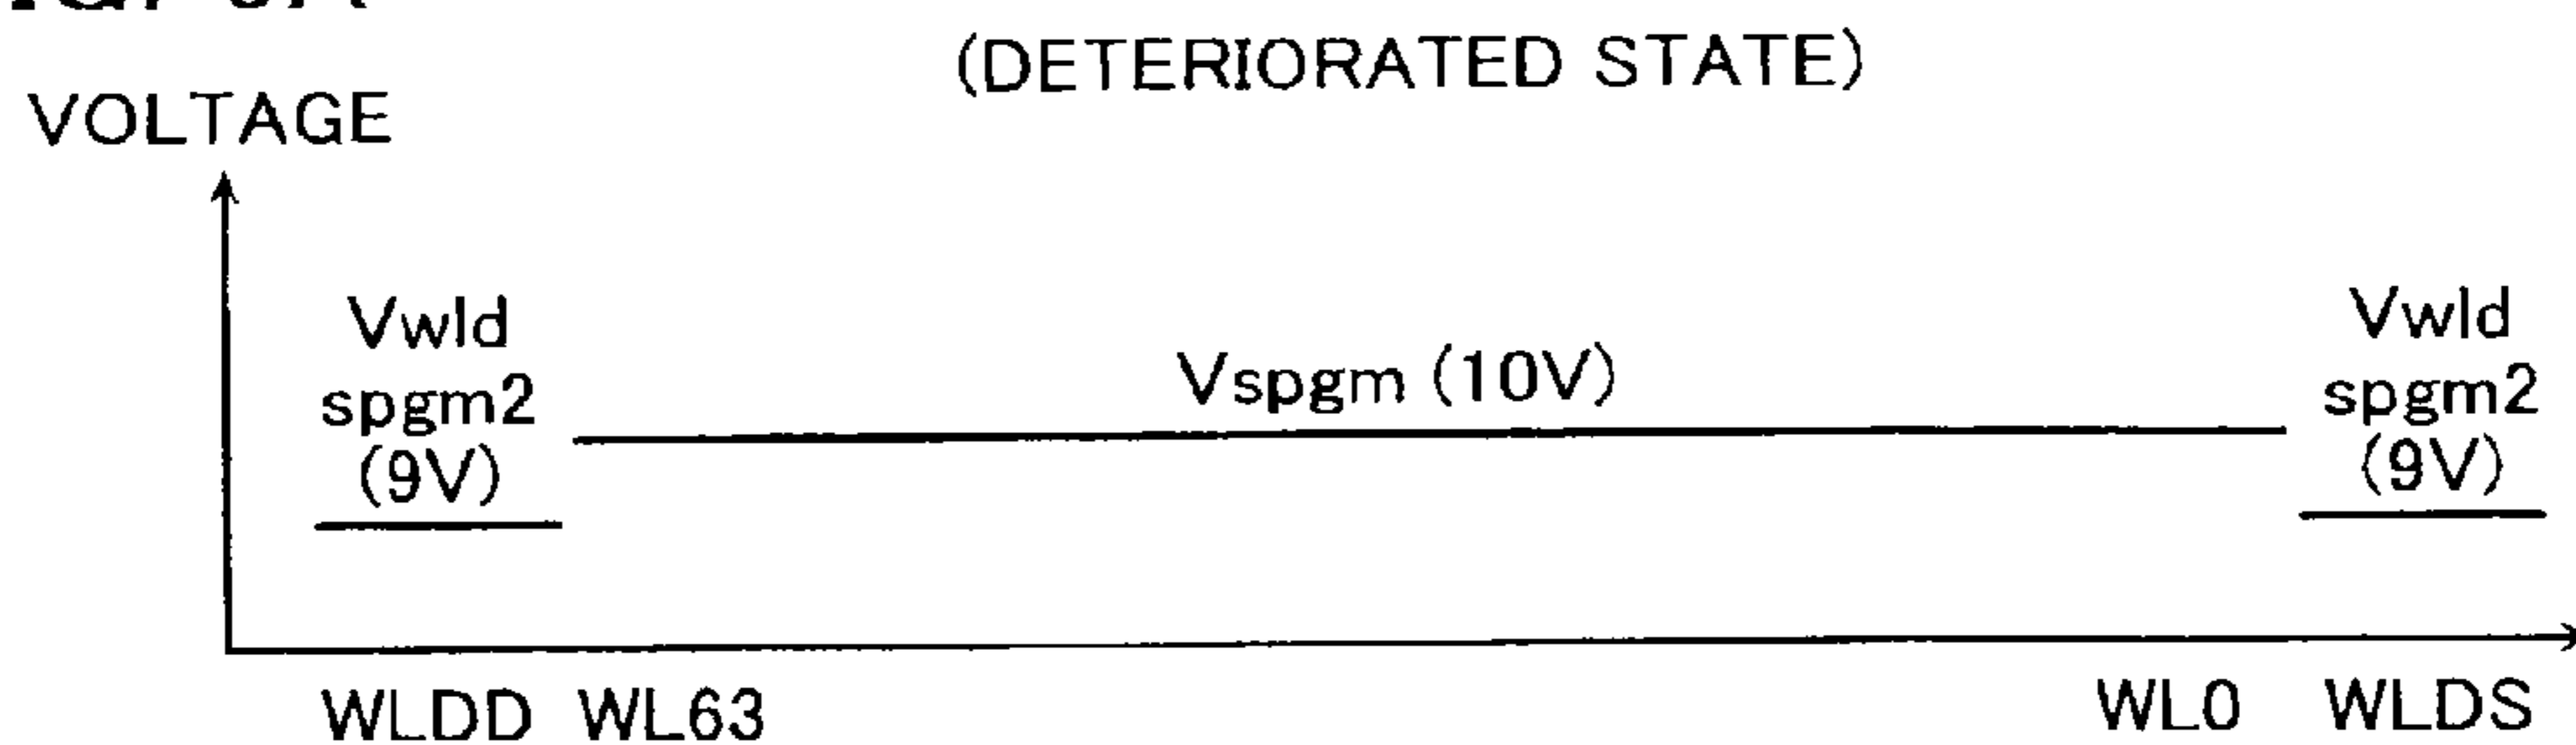 (DETERIORATED STATE)
VOLTAGE
Vwld
spgm2
(9V)
Vspgm (10V)
Vwld
spgm2
(9V)
WLDD WL63 WL0 WLDS